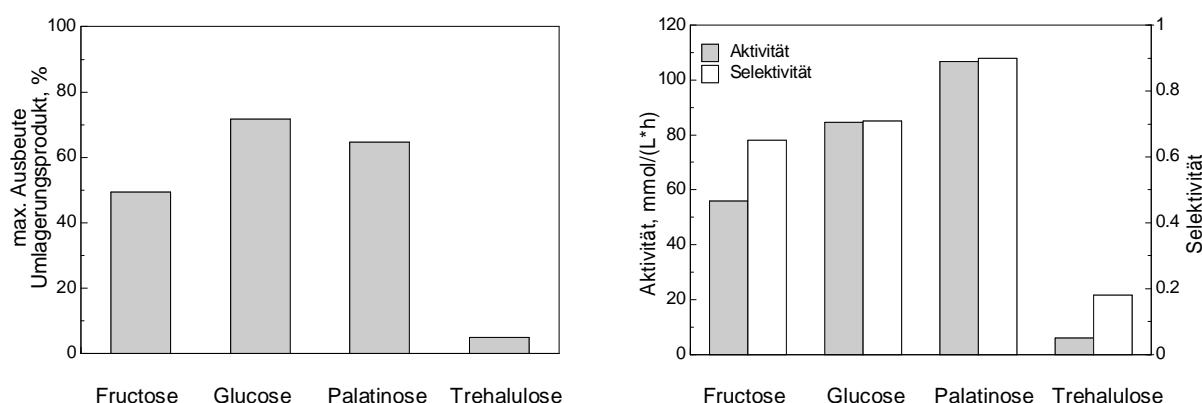 max. Ausbeute
Umlagerungsprodukt, %
100
80
60
40
20
0
Fructose Glucose Palatinose Trehalulose
Aktivität, mmol/(L*h)
120
100
80
60
40
20
0
Aktivität
Selektivität
1
0.8
0.6
0.4
0.2
0
Selektivität
Fructose Glucose Palatinose Trehalulose